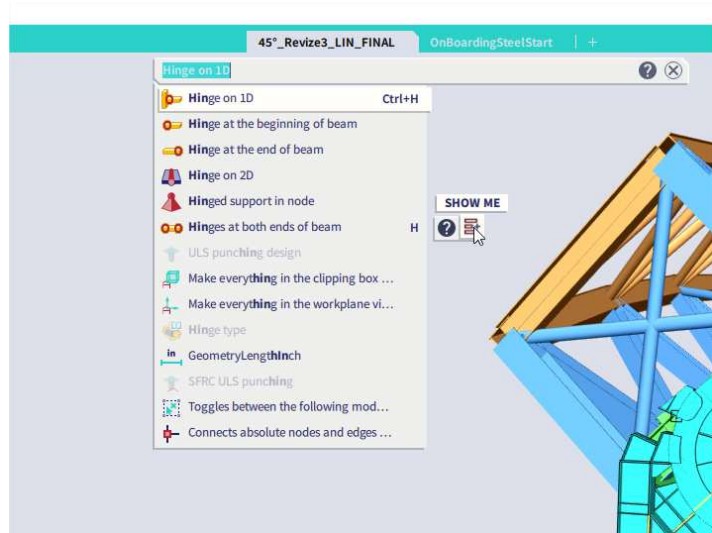 45°_Revize3_LIN_FINAL OnBoardingSteelStart +
Hinge on 1D ?
Hinge on 1D Ctrl+H
Hinge at the beginning of beam
Hinge at the end of beam
Hinge on 2D
Hinged support in node
SHOW ME
Hinges at both ends of beam H ?
ULS punching design
Make everything in the clipping box ...
Make everything in the workplane vi...
Hinge type
in GeometryLengthInch
SFRC ULS punching
Toggles between the following mod...
Connects absolute nodes and edges ...